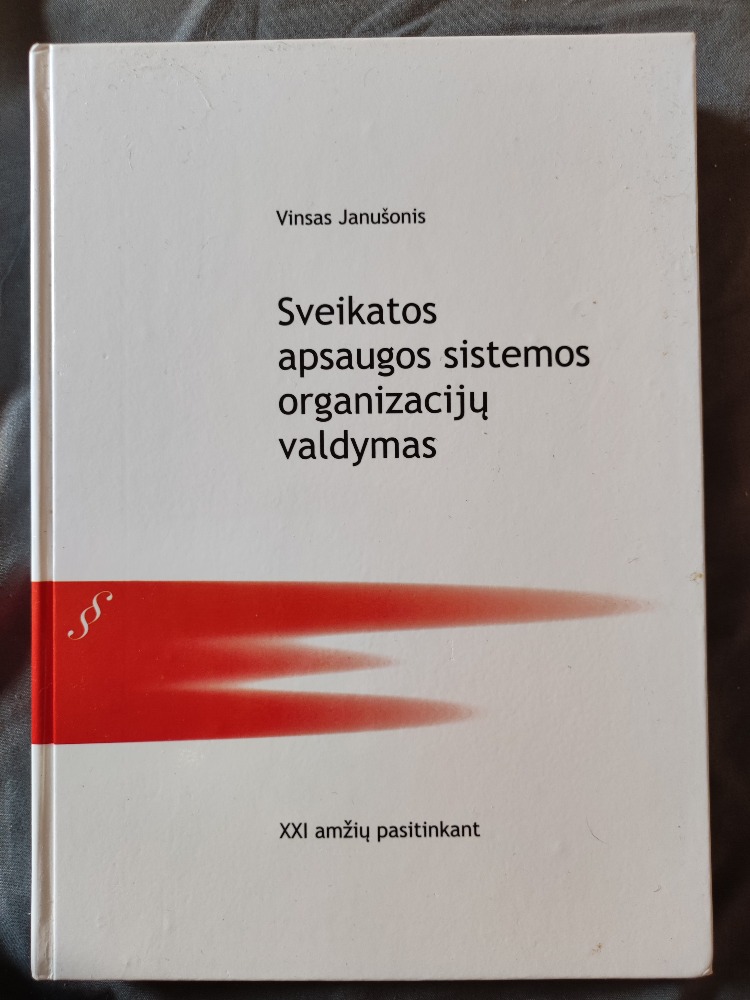 Vinsas Janušonis
Sveikatos
apsaugos sistemos
organizacijų
valdymas
§
XXI amžių pasitinkant